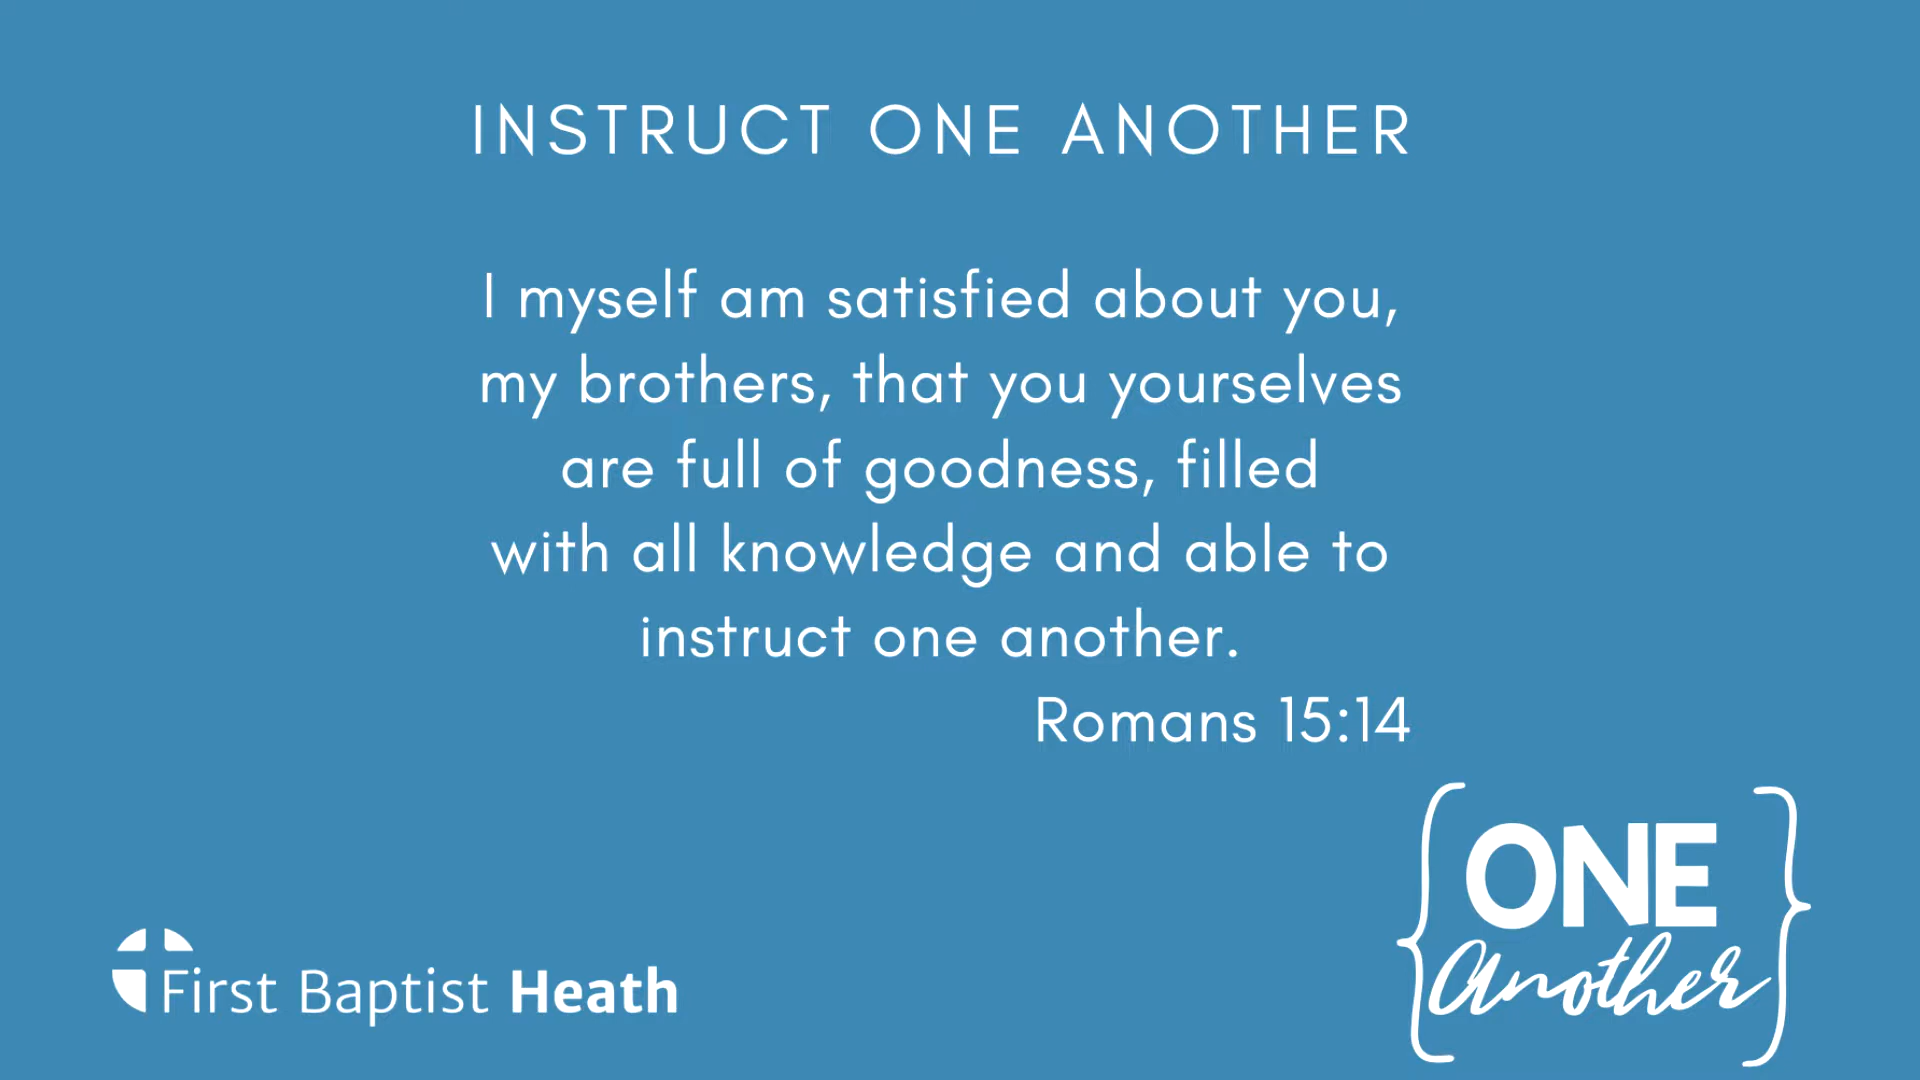 INSTRUCT ONE ANOTHER
I myself am satisfied about you,
my brothers, that you yourselves
are full of goodness, filled
with all knowledge and able to
instruct one another.
Romans 15:14
ONE
Another
First Baptist Heath